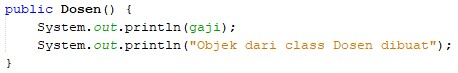 public Dosen() {
    System.out.println(gaji);
    System.out.println("Objek dari class Dosen dibuat");
}